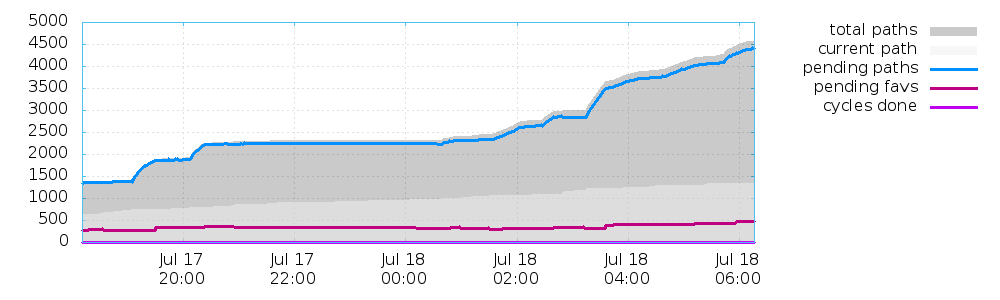 5000
4500
4000
3500
3000
2500
2000
1500
1000
500
0
Jul 17 Jul 17 Jul 18 Jul 18 Jul 18 Jul 18
20:00 22:00 00:00 02:00 04:00 06:00
total paths
current path
pending paths
pending favs
cycles done